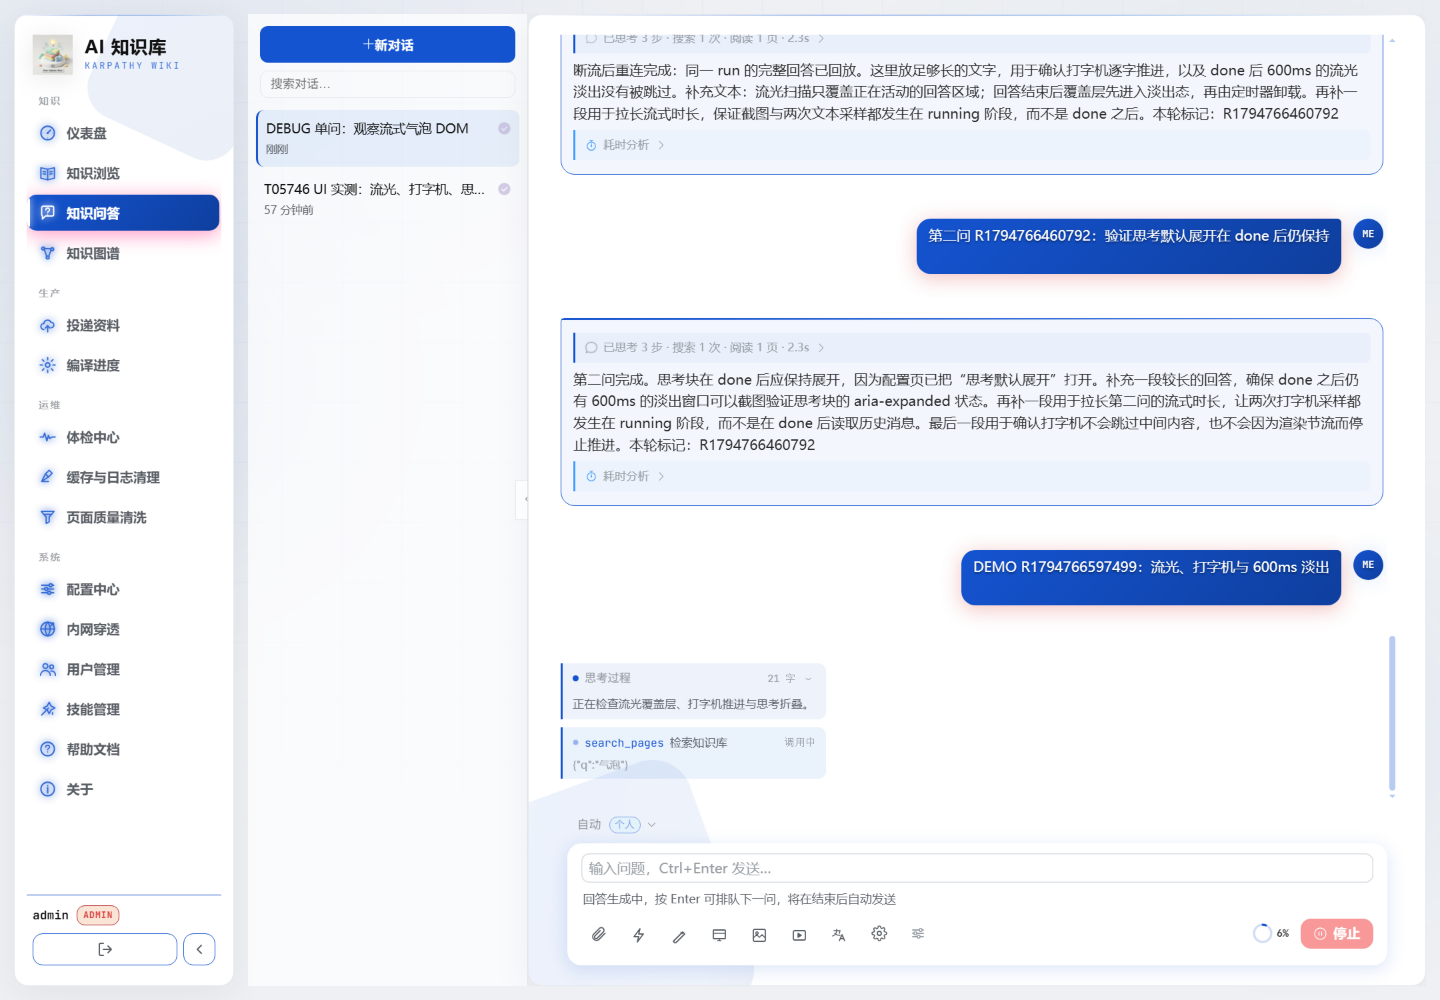 AI 知识库
KARPATHY WIKI
知识
仪表盘
知识浏览
知识问答
知识图谱
生产
投递资料
编译进度
运维
体检中心
缓存与日志清理
页面质量清洗
系统
配置中心
内网穿透
用户管理
技能管理
帮助文档
关于
admin ADMIN
+新对话
搜索对话...
DEBUG 单问：观察流式气泡 DOM
刚刚
T05746 UI 实测：流光、打字机、思...
57 分钟前
已思考 3 步 · 搜索 1 次 · 阅读 1 页 · 2.3s
断流后重连完成：同一 run 的完整回答已回放。这里放足够长的文字，用于确认打字机逐字推进，以及 done 后 600ms 的流光
淡出没有被跳过。补充文本：流光扫描只覆盖正在活动的回答区域；回答结束后覆盖层先进入淡出态，再由定时器卸载。再补一
段用于拉长流式时长，保证截图与两次文本采样都发生在 running 阶段，而不是 done 之后。本轮标记：R1794766460792
耗时分析
第二问 R1794766460792：验证思考默认展开在 done 后仍保持
ME
已思考 3 步 · 搜索 1 次 · 阅读 1 页 · 2.3s
第二问完成。思考块在 done 后应保持展开，因为配置页已把“思考默认展开”打开。补充一段较长的回答，确保 done 之后仍
有 600ms 的淡出窗口可以截图验证思考块的 aria-expanded 状态。再补一段用于拉长第二问的流式时长，让两次打字机采样都
发生在 running 阶段，而不是在 done 后读取历史消息。最后一段用于确认打字机不会跳过中间内容，也不会因为渲染节流而停
止推进。本轮标记：R1794766460792
耗时分析
DEMO R1794766597499：流光、打字机与 600ms 淡出
ME
思考过程 21 字
正在检查流光覆盖层、打字机推进与思考折叠。
search_pages 检索知识库 调用中
{"q":"气泡"}
自动 个人
输入问题，Ctrl+Enter 发送...
回答生成中，按 Enter 可排队下一问，将在结束后自动发送
6% 停止